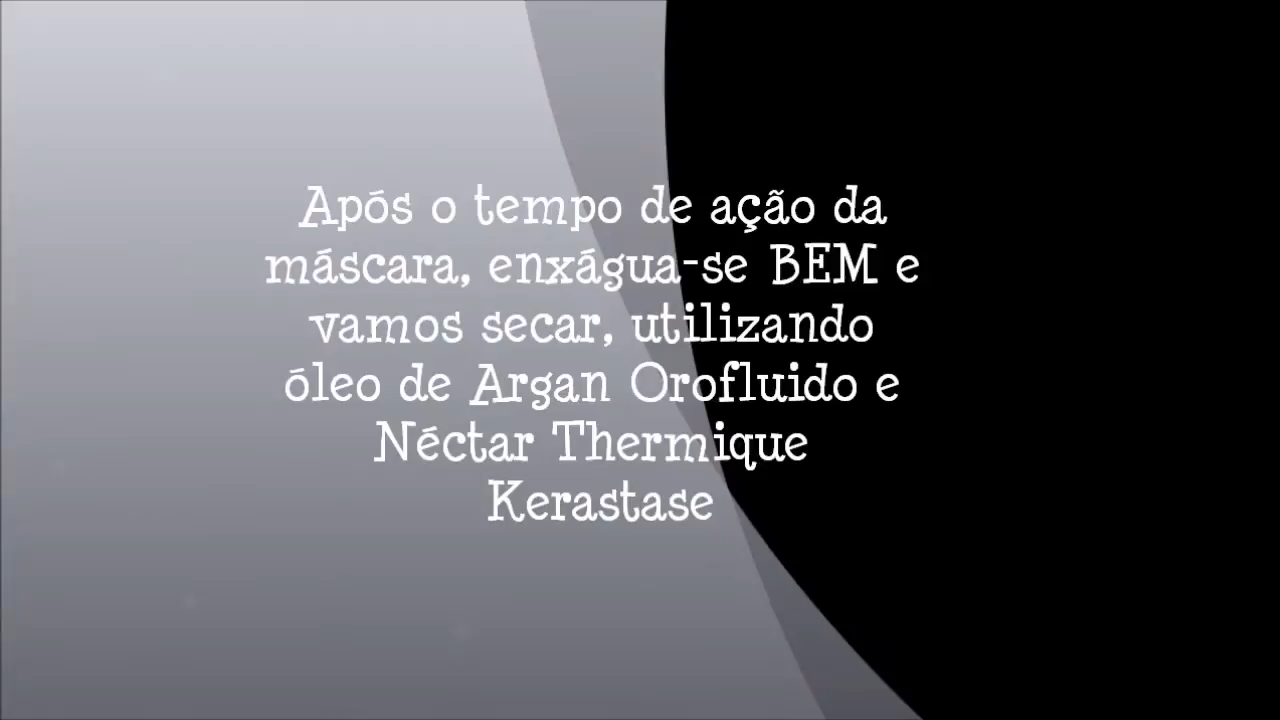 Após o tempo de ação da
máscara, enxágua-se BEM e
vamos secar, utilizando
óleo de Argan Orofluido e
Néctar Thermique
Kerastase